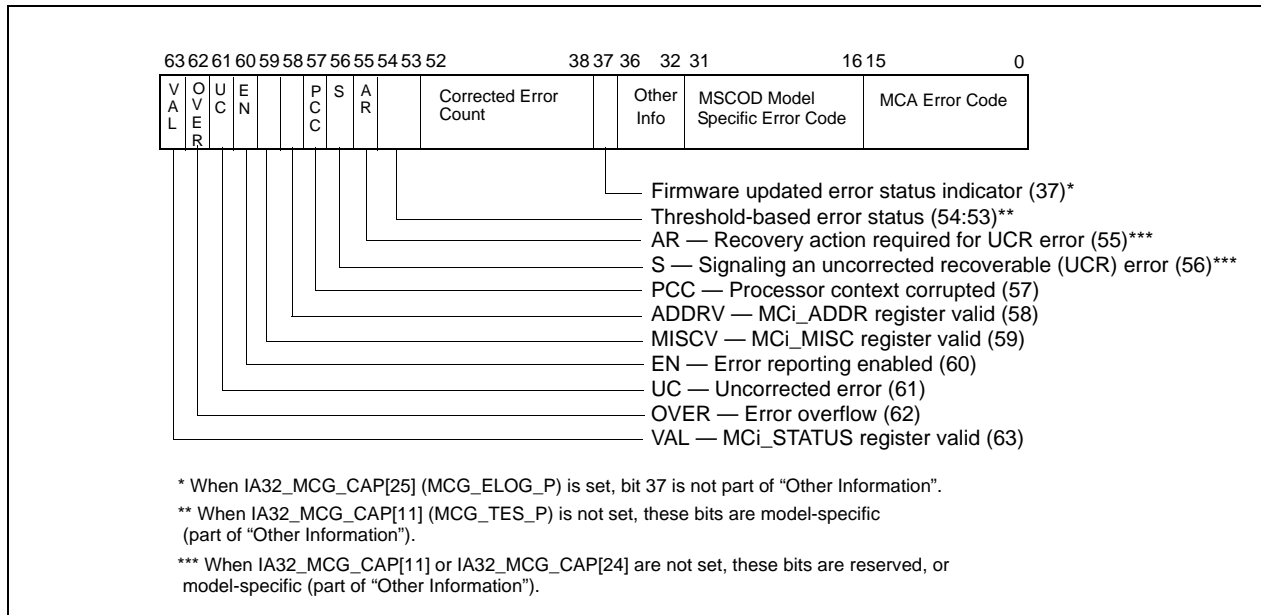 63 62 61 60 59 58 57 56 55 54 53 52 38 37 36 32 31 16 15 0
VAL
OVER
UC
EN
PCC
S
AR
Corrected Error
Count
Other
Info
MSCOD Model
Specific Error Code
MCA Error Code
Firmware updated error status indicator (37)*
Threshold-based error status (54:53)**
AR — Recovery action required for UCR error (55)***
S — Signaling an uncorrected recoverable (UCR) error (56)***
PCC — Processor context corrupted (57)
ADDRV — MCi_ADDR register valid (58)
MISCV — MCi_MISC register valid (59)
EN — Error reporting enabled (60)
UC — Uncorrected error (61)
OVER — Error overflow (62)
VAL — MCi_STATUS register valid (63)
* When IA32_MCG_CAP[25] (MCG_ELOG_P) is set, bit 37 is not part of “Other Information”.
** When IA32_MCG_CAP[11] (MCG_TES_P) is not set, these bits are model-specific
(part of “Other Information”).
*** When IA32_MCG_CAP[11] or IA32_MCG_CAP[24] are not set, these bits are reserved, or
model-specific (part of “Other Information”).